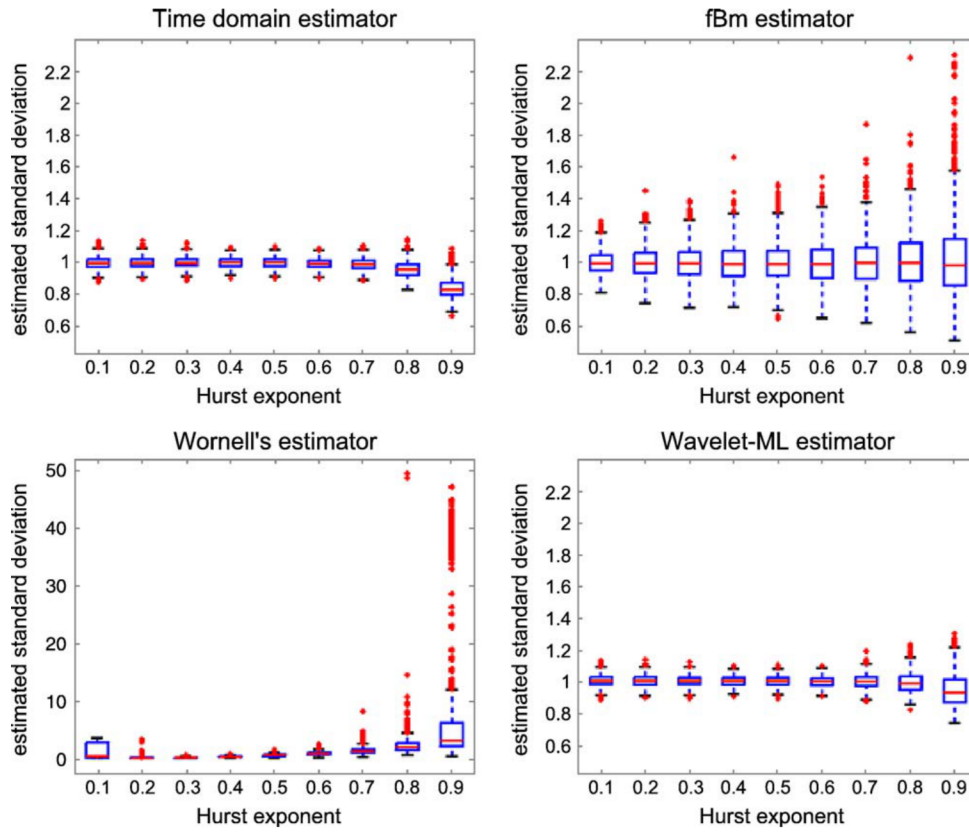 Time domain estimator
estimated standard deviation
2.2
2
1.8
1.6
1.4
1.2
1
0.8
0.6
0.1 0.2 0.3 0.4 0.5 0.6 0.7 0.8 0.9
Hurst exponent
fBm estimator
estimated standard deviation
2.2
2
1.8
1.6
1.4
1.2
1
0.8
0.6
0.1 0.2 0.3 0.4 0.5 0.6 0.7 0.8 0.9
Hurst exponent
Wornell's estimator
estimated standard deviation
50
40
30
20
10
0
0.1 0.2 0.3 0.4 0.5 0.6 0.7 0.8 0.9
Hurst exponent
Wavelet-ML estimator
estimated standard deviation
2.2
2
1.8
1.6
1.4
1.2
1
0.8
0.6
0.1 0.2 0.3 0.4 0.5 0.6 0.7 0.8 0.9
Hurst exponent